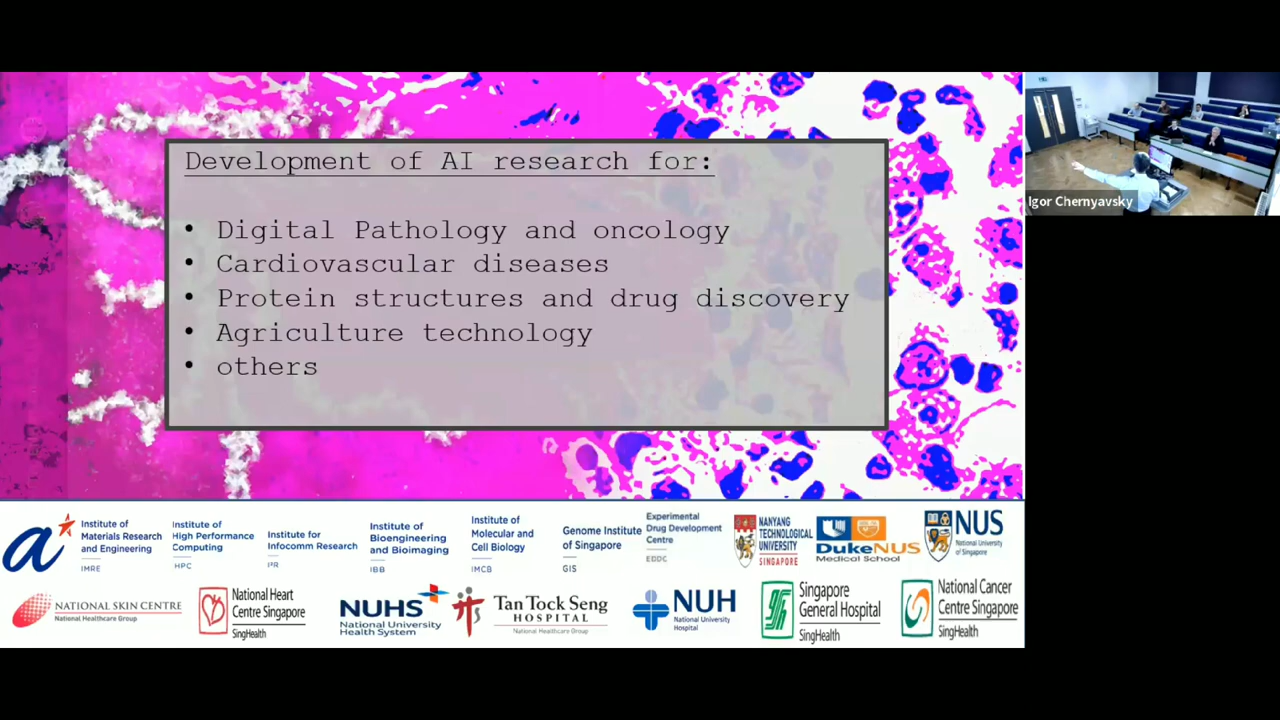 Development of AI research for:
• Digital Pathology and oncology
• Cardiovascular diseases
• Protein structures and drug discovery
• Agriculture technology
• others
Igor Chernyavsky
Institute of
Materials Research
and Engineering
IMRE
Institute of
High Performance
Computing
HPC
Institute for
Infocomm Research
I²R
Institute of
Bioengineering
and Bioimaging
IBB
Institute of
Molecular and
Cell Biology
IMCB
Genome Institute
of Singapore
GIS
Experimental
Drug Development
Centre
EDDC
NANYANG
TECHNOLOGICAL
UNIVERSITY
SINGAPORE
DukeNUS
Medical School
NUS
National University
of Singapore
NATIONAL SKIN CENTRE
National Healthcare Group
National Heart
Centre Singapore
SingHealth
NUHS
National University
Health System
Tan Tock Seng
HOSPITAL
National Healthcare Group
NUH
National University
Hospital
Singapore
General Hospital
SingHealth
National Cancer
Centre Singapore
SingHealth